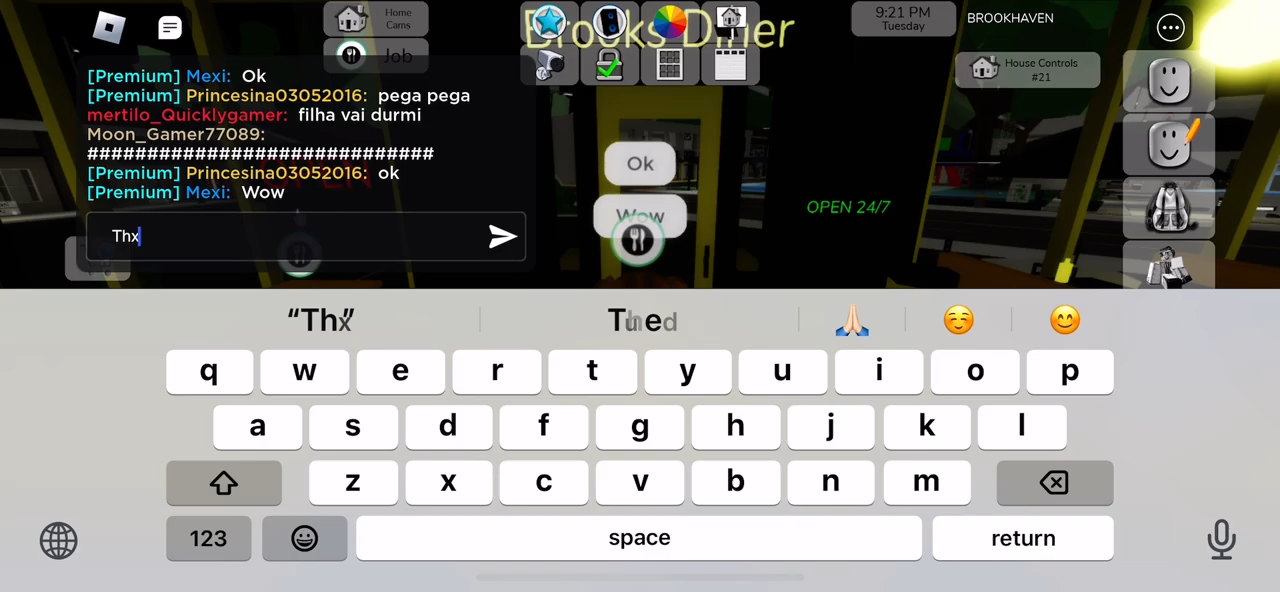 Home
Cams
Job
Brooks Diner
9:21 PM
Tuesday
BROOKHAVEN
House Controls
#21
[Premium] Mexi: Ok
[Premium] Princesina03052016: pega pega
mertilo_Quicklygamer: filha vai durmi
Moon_Gamer77089:
############################
[Premium] Princesina03052016: ok
[Premium] Mexi: Wow
Thx
OPEN
Ok
Wow
OPEN 24/7
“Thx”
q w e r t y u i o p
a s d f g h j k l
z x c v b n m
123
space
return